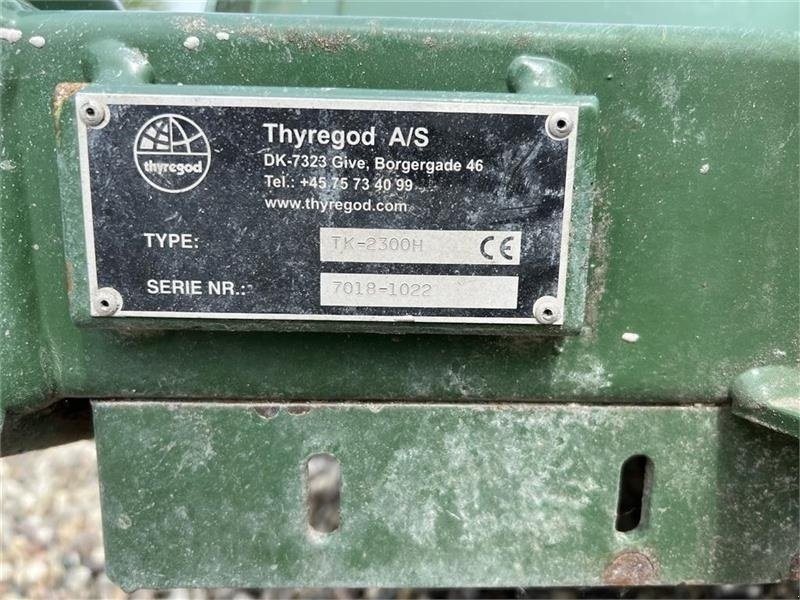 thyregod
Thyregod A/S
DK-7323 Give, Borgergade 46
Tel.: +45 75 73 40 99
www.thyregod.com
TYPE: TK-2300H CE
SERIE NR.: 7018-1022